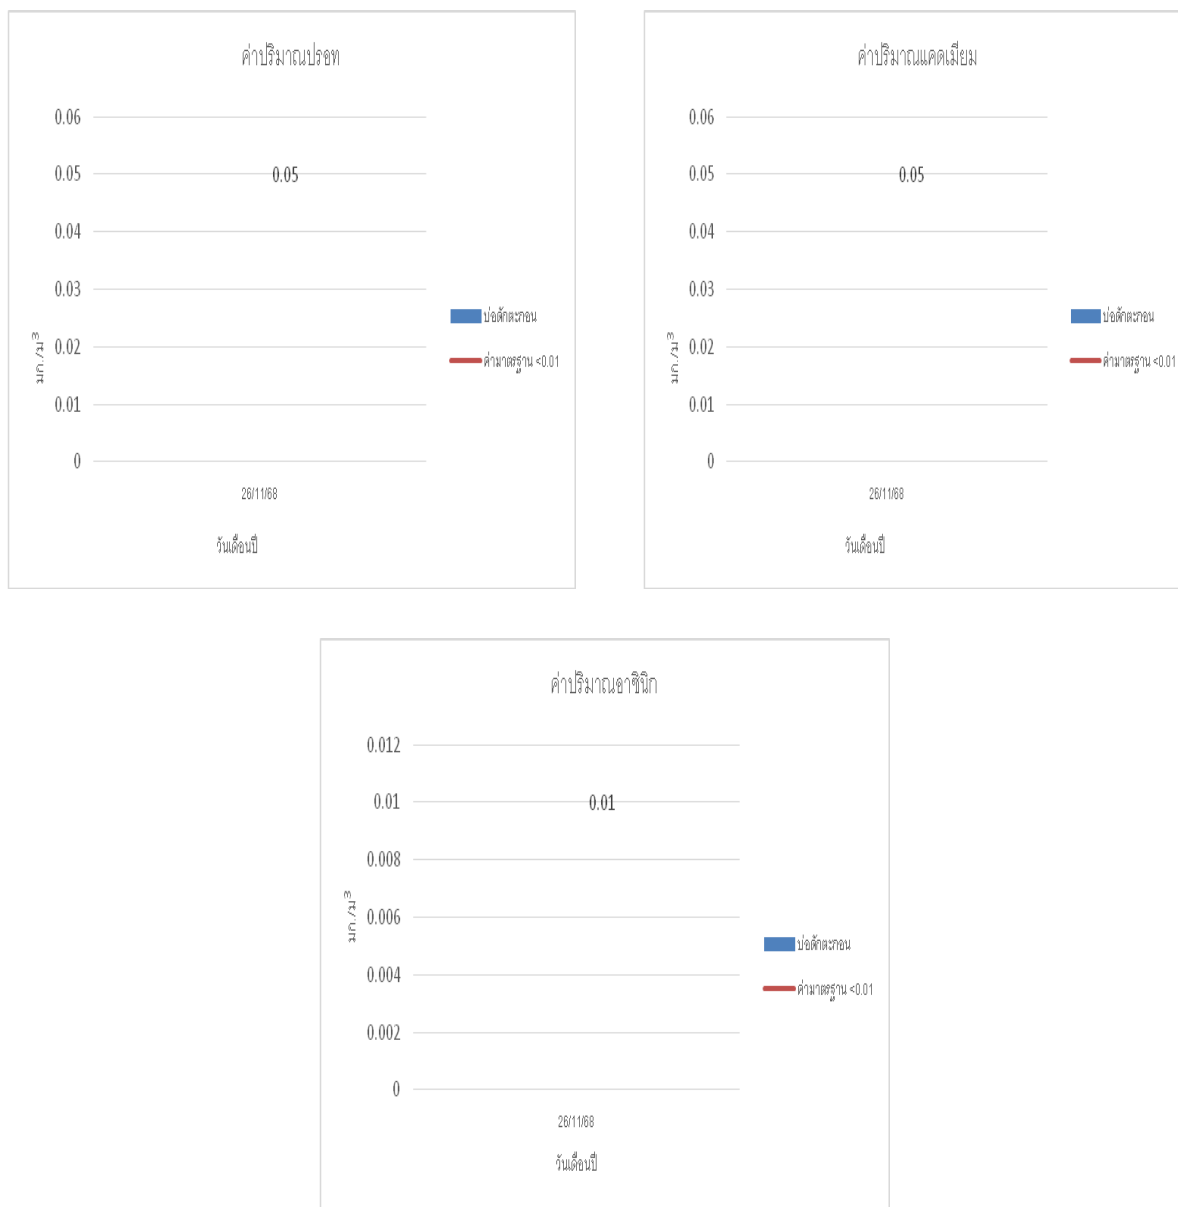 ค่าปริมาณปรอท
0.06
0.05
0.05
0.04
0.03
0.02
0.01
0
มก./ม³
บ่อดักตะกอน
ค่ามาตรฐาน <0.01
26/11/68
วันเดือนปี
ค่าปริมาณแคดเมียม
0.06
0.05
0.05
0.04
0.03
0.02
0.01
0
มก./ม³
บ่อดักตะกอน
ค่ามาตรฐาน <0.01
26/11/68
วันเดือนปี
ค่าปริมาณอาซินิก
0.012
0.01
0.01
0.008
0.006
0.004
0.002
0
มก./ม³
บ่อดักตะกอน
ค่ามาตรฐาน <0.01
26/11/68
วันเดือนปี